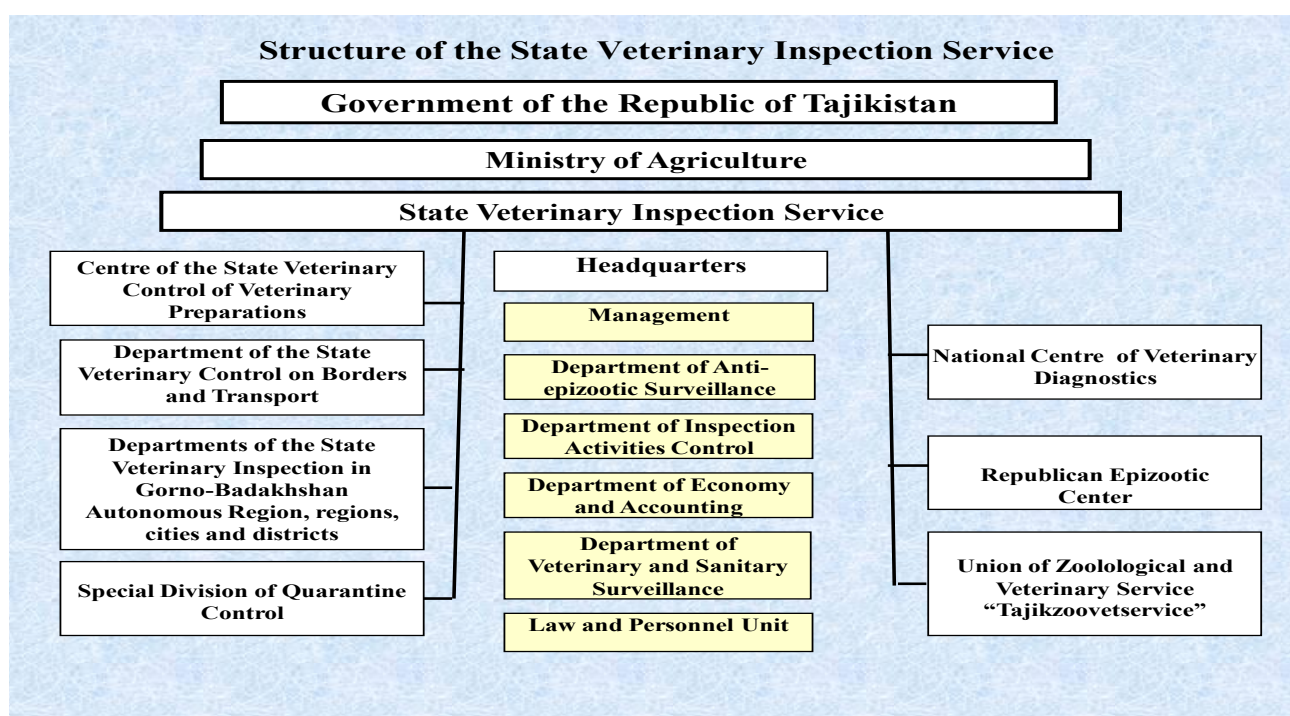 Structure of the State Veterinary Inspection Service
Government of the Republic of Tajikistan
Ministry of Agriculture
State Veterinary Inspection Service
Centre of the State Veterinary
Control of Veterinary
Preparations
Department of the State
Veterinary Control on Borders
and Transport
Departments of the State
Veterinary Inspection in
Gorno-Badakhshan
Autonomous Region, regions,
cities and districts
Special Division of Quarantine
Control
Headquarters
Management
Department of Anti-
epizootic Surveillance
Department of Inspection
Activities Control
Department of Economy
and Accounting
Department of
Veterinary and Sanitary
Surveillance
Law and Personnel Unit
National Centre of Veterinary
Diagnostics
Republican Epizootic
Center
Union of Zoolological and
Veterinary Service
“Tajikzoovetservice”